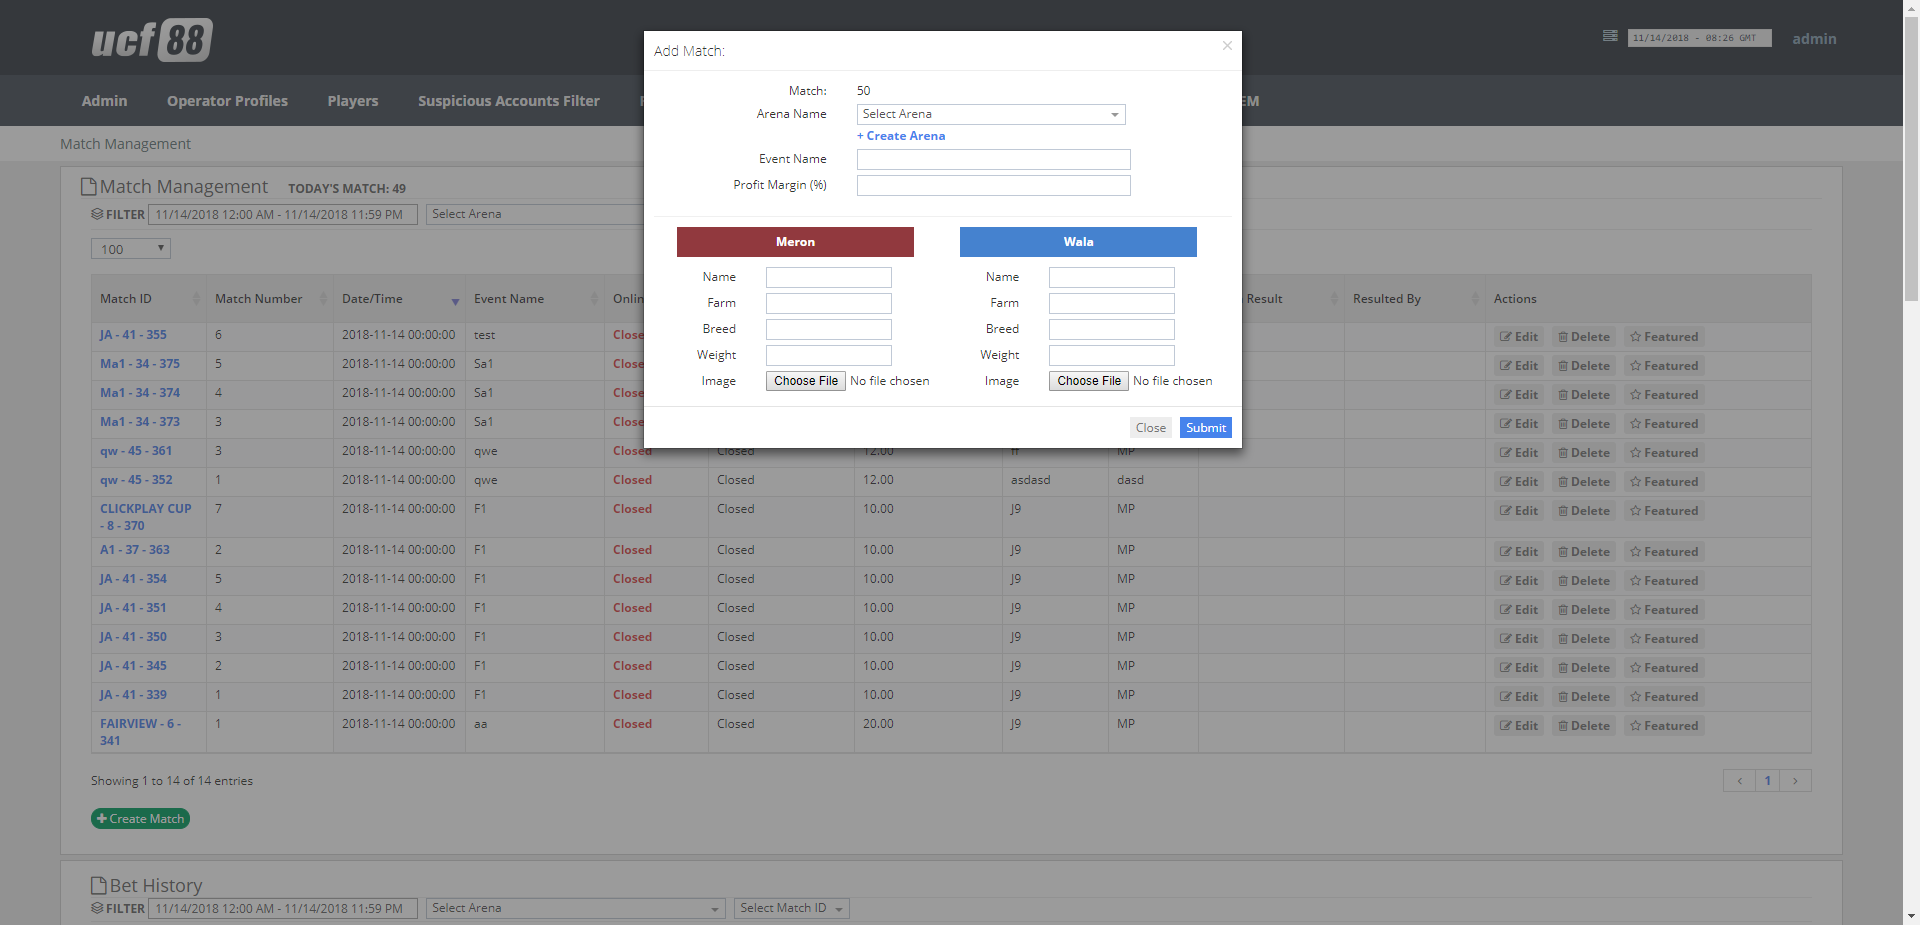 ucf 88
11/14/2018 - 08:26 GMT
admin
Admin Operator Profiles Players Suspicious Accounts Filter
Match Management
Match Management TODAY'S MATCH: 49
FILTER 11/14/2018 12:00 AM - 11/14/2018 11:59 PM Select Arena
100
Add Match:
×
Match: 50
Arena Name Select Arena
+ Create Arena
Event Name
Profit Margin (%)
Meron Wala
Name Name
Farm Farm
Breed Breed
Weight Weight
Image Choose File No file chosen Image Choose File No file chosen
Close Submit
Match ID Match Number Date/Time Event Name Result Resulted By Actions
JA - 41 - 355 6 2018-11-14 00:00:00 test Edit Delete Featured
Ma1 - 34 - 375 5 2018-11-14 00:00:00 Sa1 Edit Delete Featured
Ma1 - 34 - 374 4 2018-11-14 00:00:00 Sa1 Edit Delete Featured
Ma1 - 34 - 373 3 2018-11-14 00:00:00 Sa1 Edit Delete Featured
qw - 45 - 361 3 2018-11-14 00:00:00 qwe Closed Closed 12.00 ff MP Edit Delete Featured
qw - 45 - 352 1 2018-11-14 00:00:00 qwe Closed Closed 12.00 asdasd dasd Edit Delete Featured
CLICKPLAY CUP 7 2018-11-14 00:00:00 F1 Closed Closed 10.00 J9 MP Edit Delete Featured
- 8 - 370
A1 - 37 - 363 2 2018-11-14 00:00:00 F1 Closed Closed 10.00 J9 MP Edit Delete Featured
JA - 41 - 354 5 2018-11-14 00:00:00 F1 Closed Closed 10.00 J9 MP Edit Delete Featured
JA - 41 - 351 4 2018-11-14 00:00:00 F1 Closed Closed 10.00 J9 MP Edit Delete Featured
JA - 41 - 350 3 2018-11-14 00:00:00 F1 Closed Closed 10.00 J9 MP Edit Delete Featured
JA - 41 - 345 2 2018-11-14 00:00:00 F1 Closed Closed 10.00 J9 MP Edit Delete Featured
JA - 41 - 339 1 2018-11-14 00:00:00 F1 Closed Closed 10.00 J9 MP Edit Delete Featured
FAIRVIEW - 6 - 1 2018-11-14 00:00:00 aa Closed Closed 20.00 J9 MP Edit Delete Featured
341
Showing 1 to 14 of 14 entries
< 1 >
+ Create Match
Bet History
FILTER 11/14/2018 12:00 AM - 11/14/2018 11:59 PM Select Arena Select Match ID